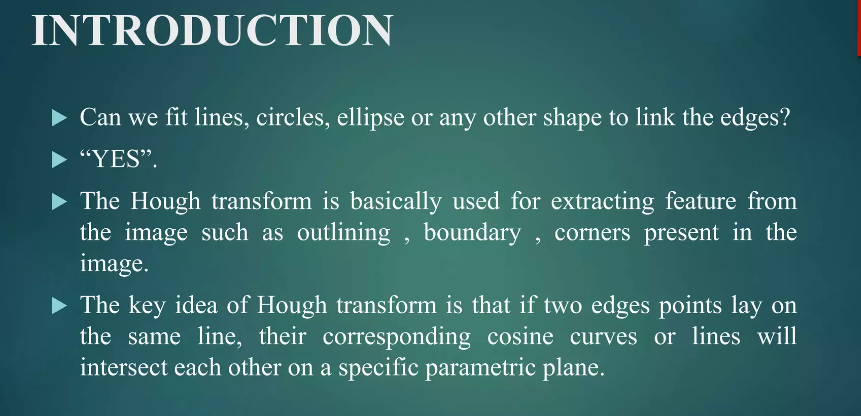 INTRODUCTION
Can we fit lines, circles, ellipse or any other shape to link the edges?
“YES”.
The Hough transform is basically used for extracting feature from
the image such as outlining , boundary , corners present in the
image.
The key idea of Hough transform is that if two edges points lay on
the same line, their corresponding cosine curves or lines will
intersect each other on a specific parametric plane.